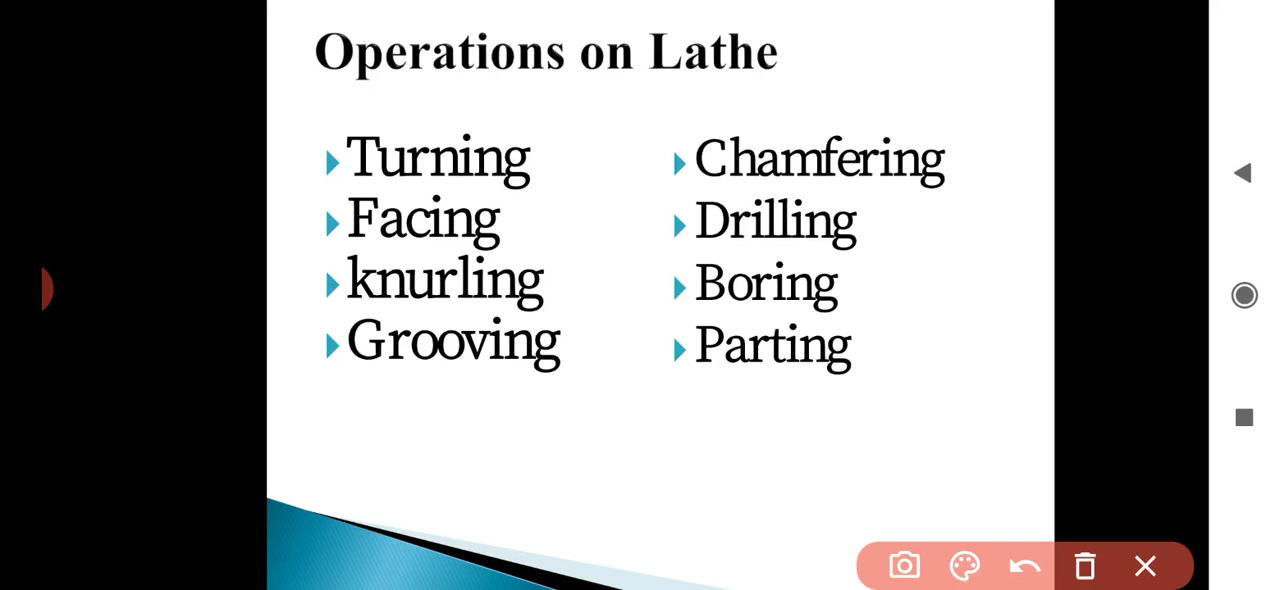 Operations on Lathe
Turning
Facing
knurling
Grooving
Chamfering
Drilling
Boring
Parting